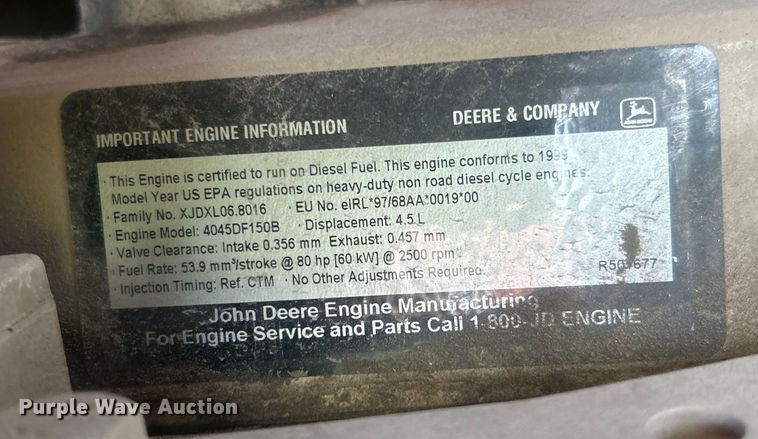 IMPORTANT ENGINE INFORMATION DEERE & COMPANY
JOHN DEERE
· This Engine is certified to run on Diesel Fuel. This engine conforms to 1999
Model Year US EPA regulations on heavy-duty non road diesel cycle engines.
· Family No. XJDXL06.8016 · EU No: eIRL*97/68AA*0019*00
· Engine Model: 4045DF150B · Displacement: 4.5 L
· Valve Clearance: Intake 0.356 mm Exhaust: 0.457 mm
· Fuel Rate: 53.9 mm³/stroke @ 80 hp [60 kW] @ 2500 rpm
· Injection Timing: Ref. CTM · No Other Adjustments Required.
John Deere Engine Manufacturing
For Engine Service and Parts Call 1-800-JD ENGINE
Purple Wave Auction